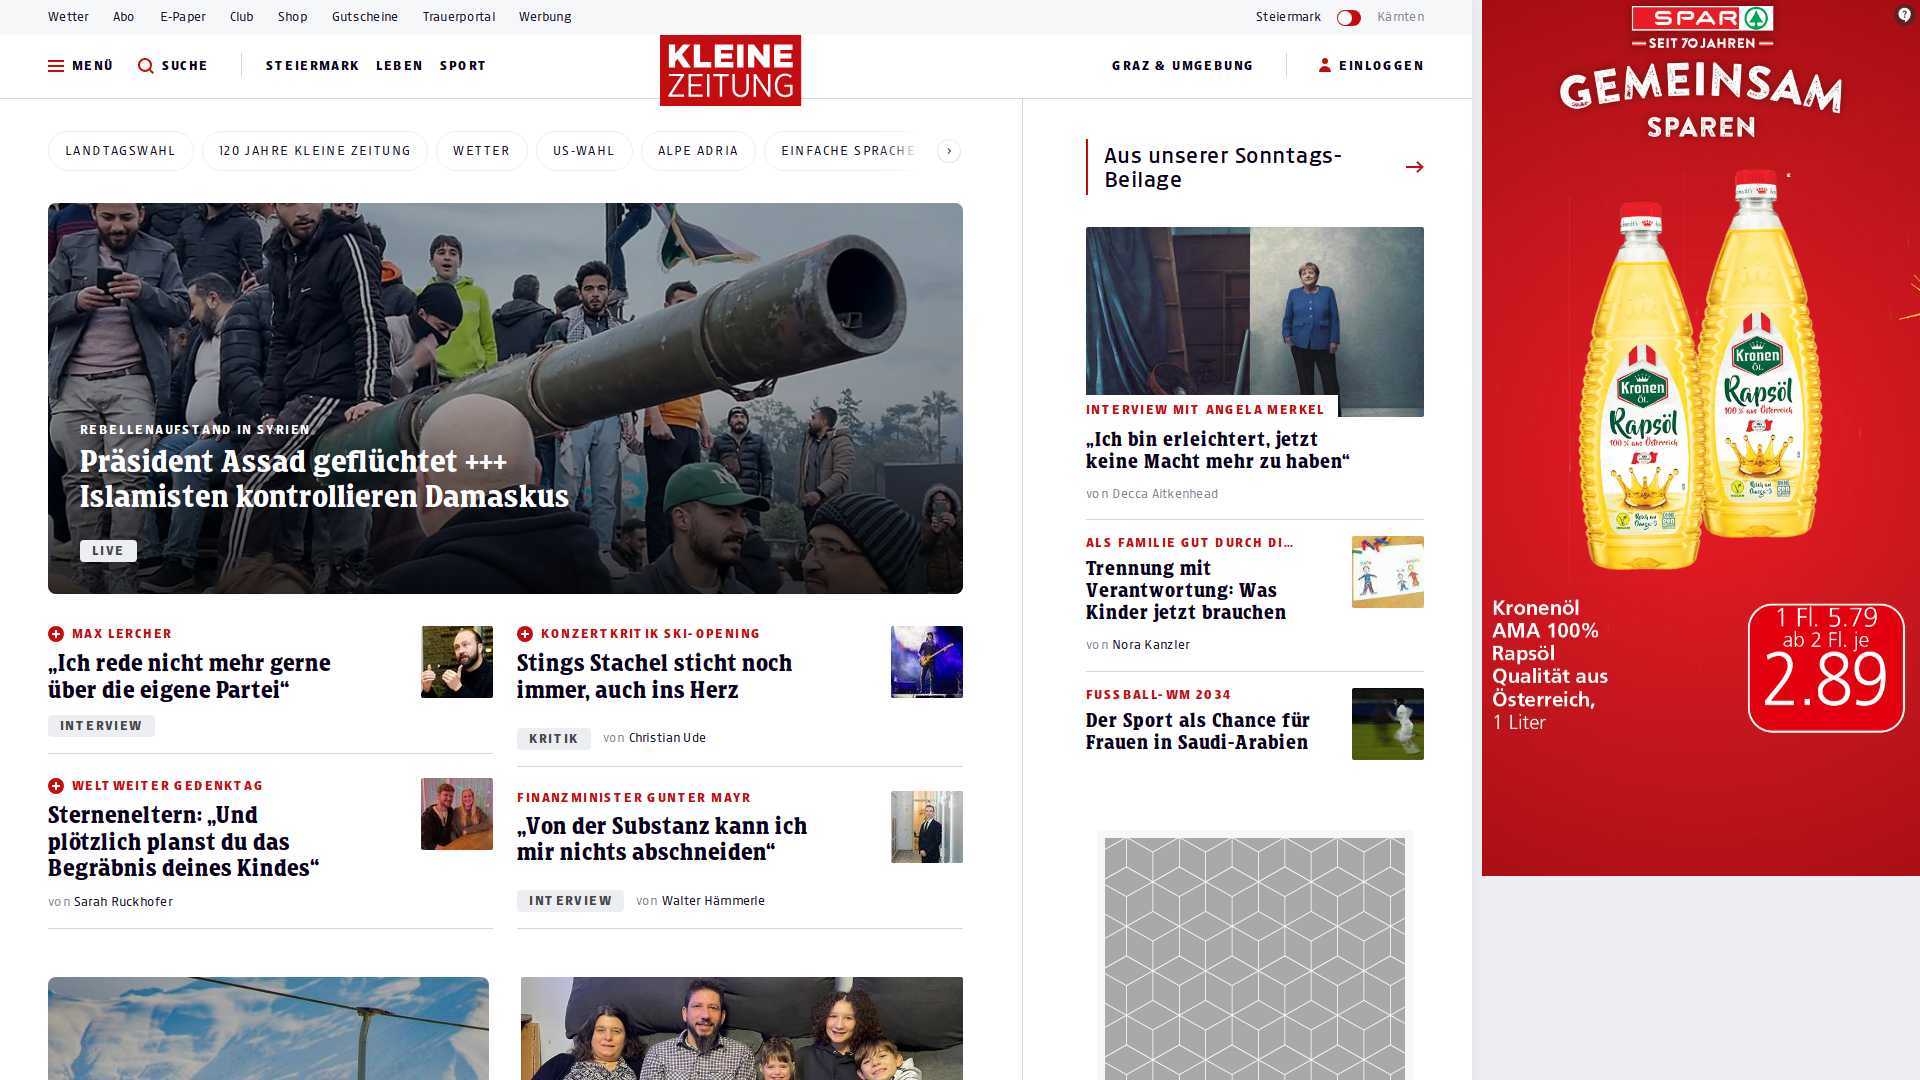 Wetter Abo E-Paper Club Shop Gutscheine Trauerportal Werbung Steiermark Kärnten
MENÜ SUCHE STEIERMARK LEBEN SPORT
KLEINE
ZEITUNG
GRAZ & UMGEBUNG EINLOGGEN
LANDTAGSWAHL 120 JAHRE KLEINE ZEITUNG WETTER US-WAHL ALPE ADRIA EINFACHE SPRACHE
REBELLENAUFSTAND IN SYRIEN
Präsident Assad geflüchtet +++
Islamisten kontrollieren Damaskus
LIVE
MAX LERCHER
„Ich rede nicht mehr gerne
über die eigene Partei“
INTERVIEW
WELTWEITER GEDENKTAG
Sterneneltern: „Und
plötzlich planst du das
Begräbnis deines Kindes“
von Sarah Ruckhofer
KONZERTKRITIK SKI-OPENING
Stings Stachel sticht noch
immer, auch ins Herz
KRITIK von Christian Ude
FINANZMINISTER GUNTER MAYR
„Von der Substanz kann ich
mir nichts abschneiden“
INTERVIEW von Walter Hämmerle
Aus unserer Sonntags-
Beilage
INTERVIEW MIT ANGELA MERKEL
„Ich bin erleichtert, jetzt
keine Macht mehr zu haben“
von Decca Aitkenhead
ALS FAMILIE GUT DURCH DI…
Trennung mit
Verantwortung: Was
Kinder jetzt brauchen
von Nora Kanzler
FUSSBALL-WM 2034
Der Sport als Chance für
Frauen in Saudi-Arabien
SPAR
SEIT 70 JAHREN
GEMEINSAM
SPAREN
Kronen
ÖL
Rapsöl
100 % aus Österreich
Kronen
ÖL
Rapsöl
100 % aus Österreich
Kronenöl
AMA 100%
Rapsöl
Qualität aus
Österreich,
1 Liter
1 Fl. 5.79
ab 2 Fl. je
2.89